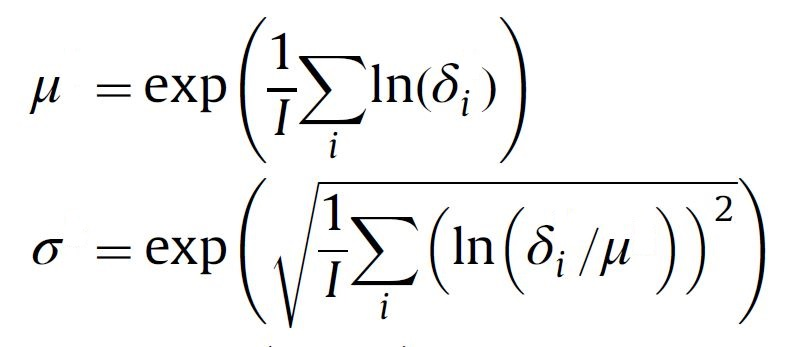 μ = exp(1/I ∑_i ln(δ_i))
σ = exp(√(1/I ∑_i (ln(δ_i/μ))²))